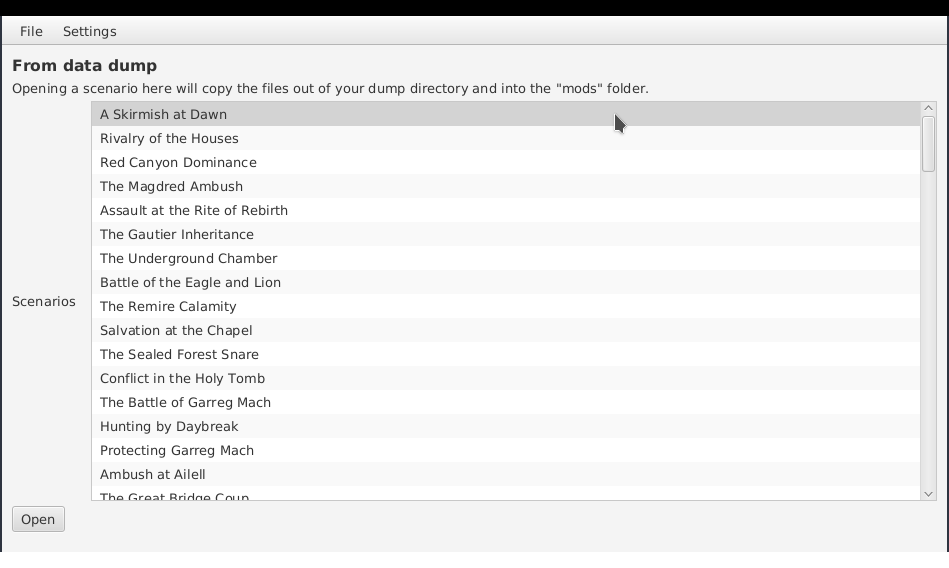 File Settings
From data dump
Opening a scenario here will copy the files out of your dump directory and into the "mods" folder.
Scenarios
A Skirmish at Dawn
Rivalry of the Houses
Red Canyon Dominance
The Magdred Ambush
Assault at the Rite of Rebirth
The Gautier Inheritance
The Underground Chamber
Battle of the Eagle and Lion
The Remire Calamity
Salvation at the Chapel
The Sealed Forest Snare
Conflict in the Holy Tomb
The Battle of Garreg Mach
Hunting by Daybreak
Protecting Garreg Mach
Ambush at Ailell
The Great Bridge Coup
Open